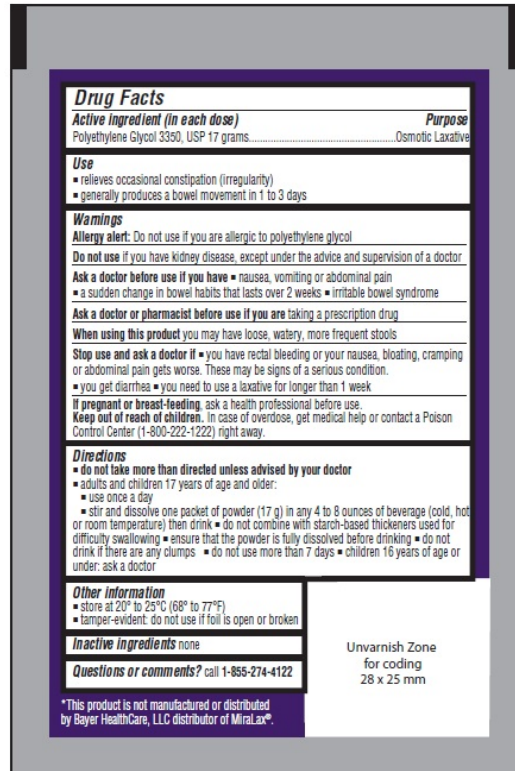 Drug Facts
Active ingredient (in each dose) Purpose
Polyethylene Glycol 3350, USP 17 grams......................................................Osmotic Laxative
Use
▪ relieves occasional constipation (irregularity)
▪ generally produces a bowel movement in 1 to 3 days
Warnings
Allergy alert: Do not use if you are allergic to polyethylene glycol
Do not use if you have kidney disease, except under the advice and supervision of a doctor
Ask a doctor before use if you have ▪ nausea, vomiting or abdominal pain
▪ a sudden change in bowel habits that lasts over 2 weeks ▪ irritable bowel syndrome
Ask a doctor or pharmacist before use if you are taking a prescription drug
When using this product you may have loose, watery, more frequent stools
Stop use and ask a doctor if ▪ you have rectal bleeding or your nausea, bloating, cramping
or abdominal pain gets worse. These may be signs of a serious condition.
▪ you get diarrhea ▪ you need to use a laxative for longer than 1 week
If pregnant or breast-feeding, ask a health professional before use.
Keep out of reach of children. In case of overdose, get medical help or contact a Poison
Control Center (1-800-222-1222) right away.
Directions
▪ do not take more than directed unless advised by your doctor
▪ adults and children 17 years of age and older:
▪ use once a day
▪ stir and dissolve one packet of powder (17 g) in any 4 to 8 ounces of beverage (cold, hot
or room temperature) then drink ▪ do not combine with starch-based thickeners used for
difficulty swallowing ▪ ensure that the powder is fully dissolved before drinking ▪ do not
drink if there are any clumps ▪ do not use more than 7 days ▪ children 16 years of age or
under: ask a doctor
Other information
▪ store at 20° to 25°C (68° to 77°F)
▪ tamper-evident: do not use if foil is open or broken
Inactive ingredients none
Questions or comments? call 1-855-274-4122
*This product is not manufactured or distributed
by Bayer HealthCare, LLC distributor of MiraLax®.
Unvarnish Zone
for coding
28 x 25 mm